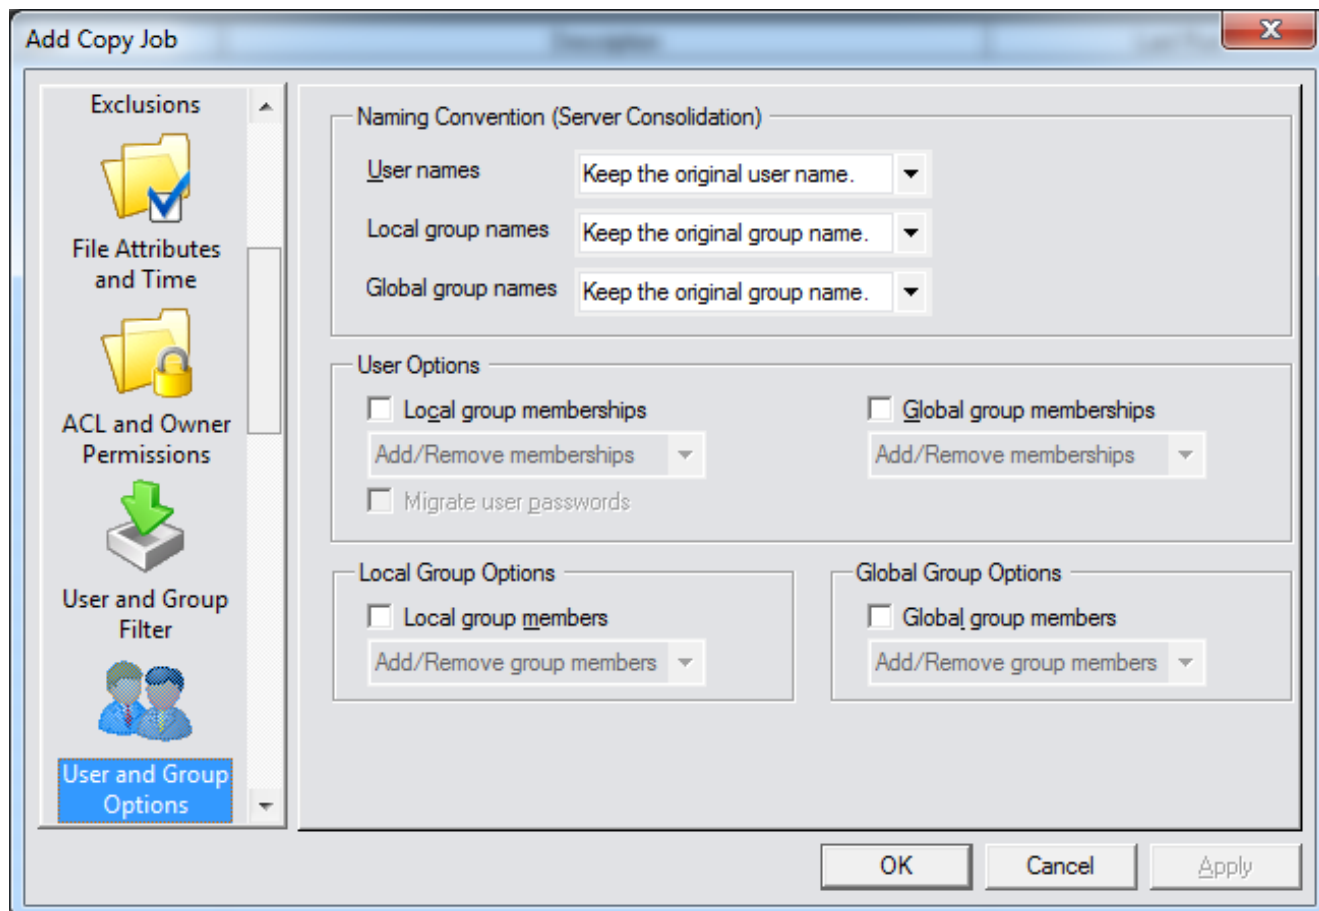 Add Copy Job
Description
Exclusions
File Attributes
and Time
ACL and Owner
Permissions
User and Group
Filter
User and Group
Options
Naming Convention (Server Consolidation)
User names
Keep the original user name.
Local group names
Keep the original group name.
Global group names
Keep the original group name.
User Options
Local group memberships
Global group memberships
Add/Remove memberships
Add/Remove memberships
Migrate user passwords
Local Group Options
Global Group Options
Local group members
Global group members
Add/Remove group members
Add/Remove group members
OK
Cancel
Apply